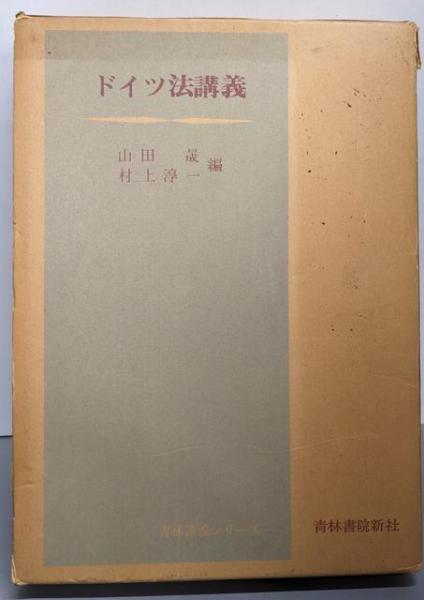 ドイツ法講義
山田 晟
村上淳一 編
青林講義シリーズ
青林書院新社